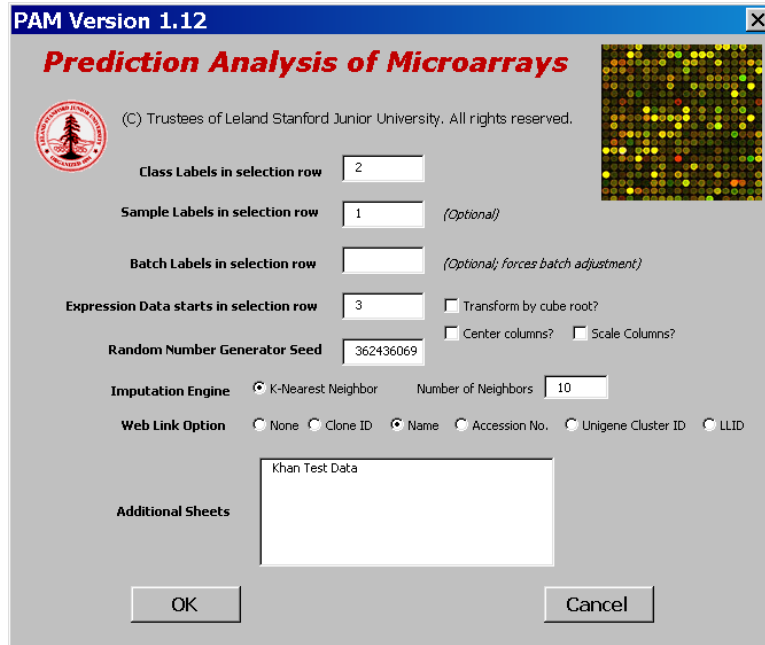 PAM Version 1.12
Prediction Analysis of Microarrays
(C) Trustees of Leland Stanford Junior University. All rights reserved.
Class Labels in selection row 2
Sample Labels in selection row 1 (Optional)
Batch Labels in selection row (Optional; forces batch adjustment)
Expression Data starts in selection row 3 Transform by cube root?
Center columns? Scale Columns?
Random Number Generator Seed 362436069
Imputation Engine K-Nearest Neighbor Number of Neighbors 10
Web Link Option None Clone ID Name Accession No. Unigene Cluster ID LLID
Khan Test Data
Additional Sheets
OK Cancel